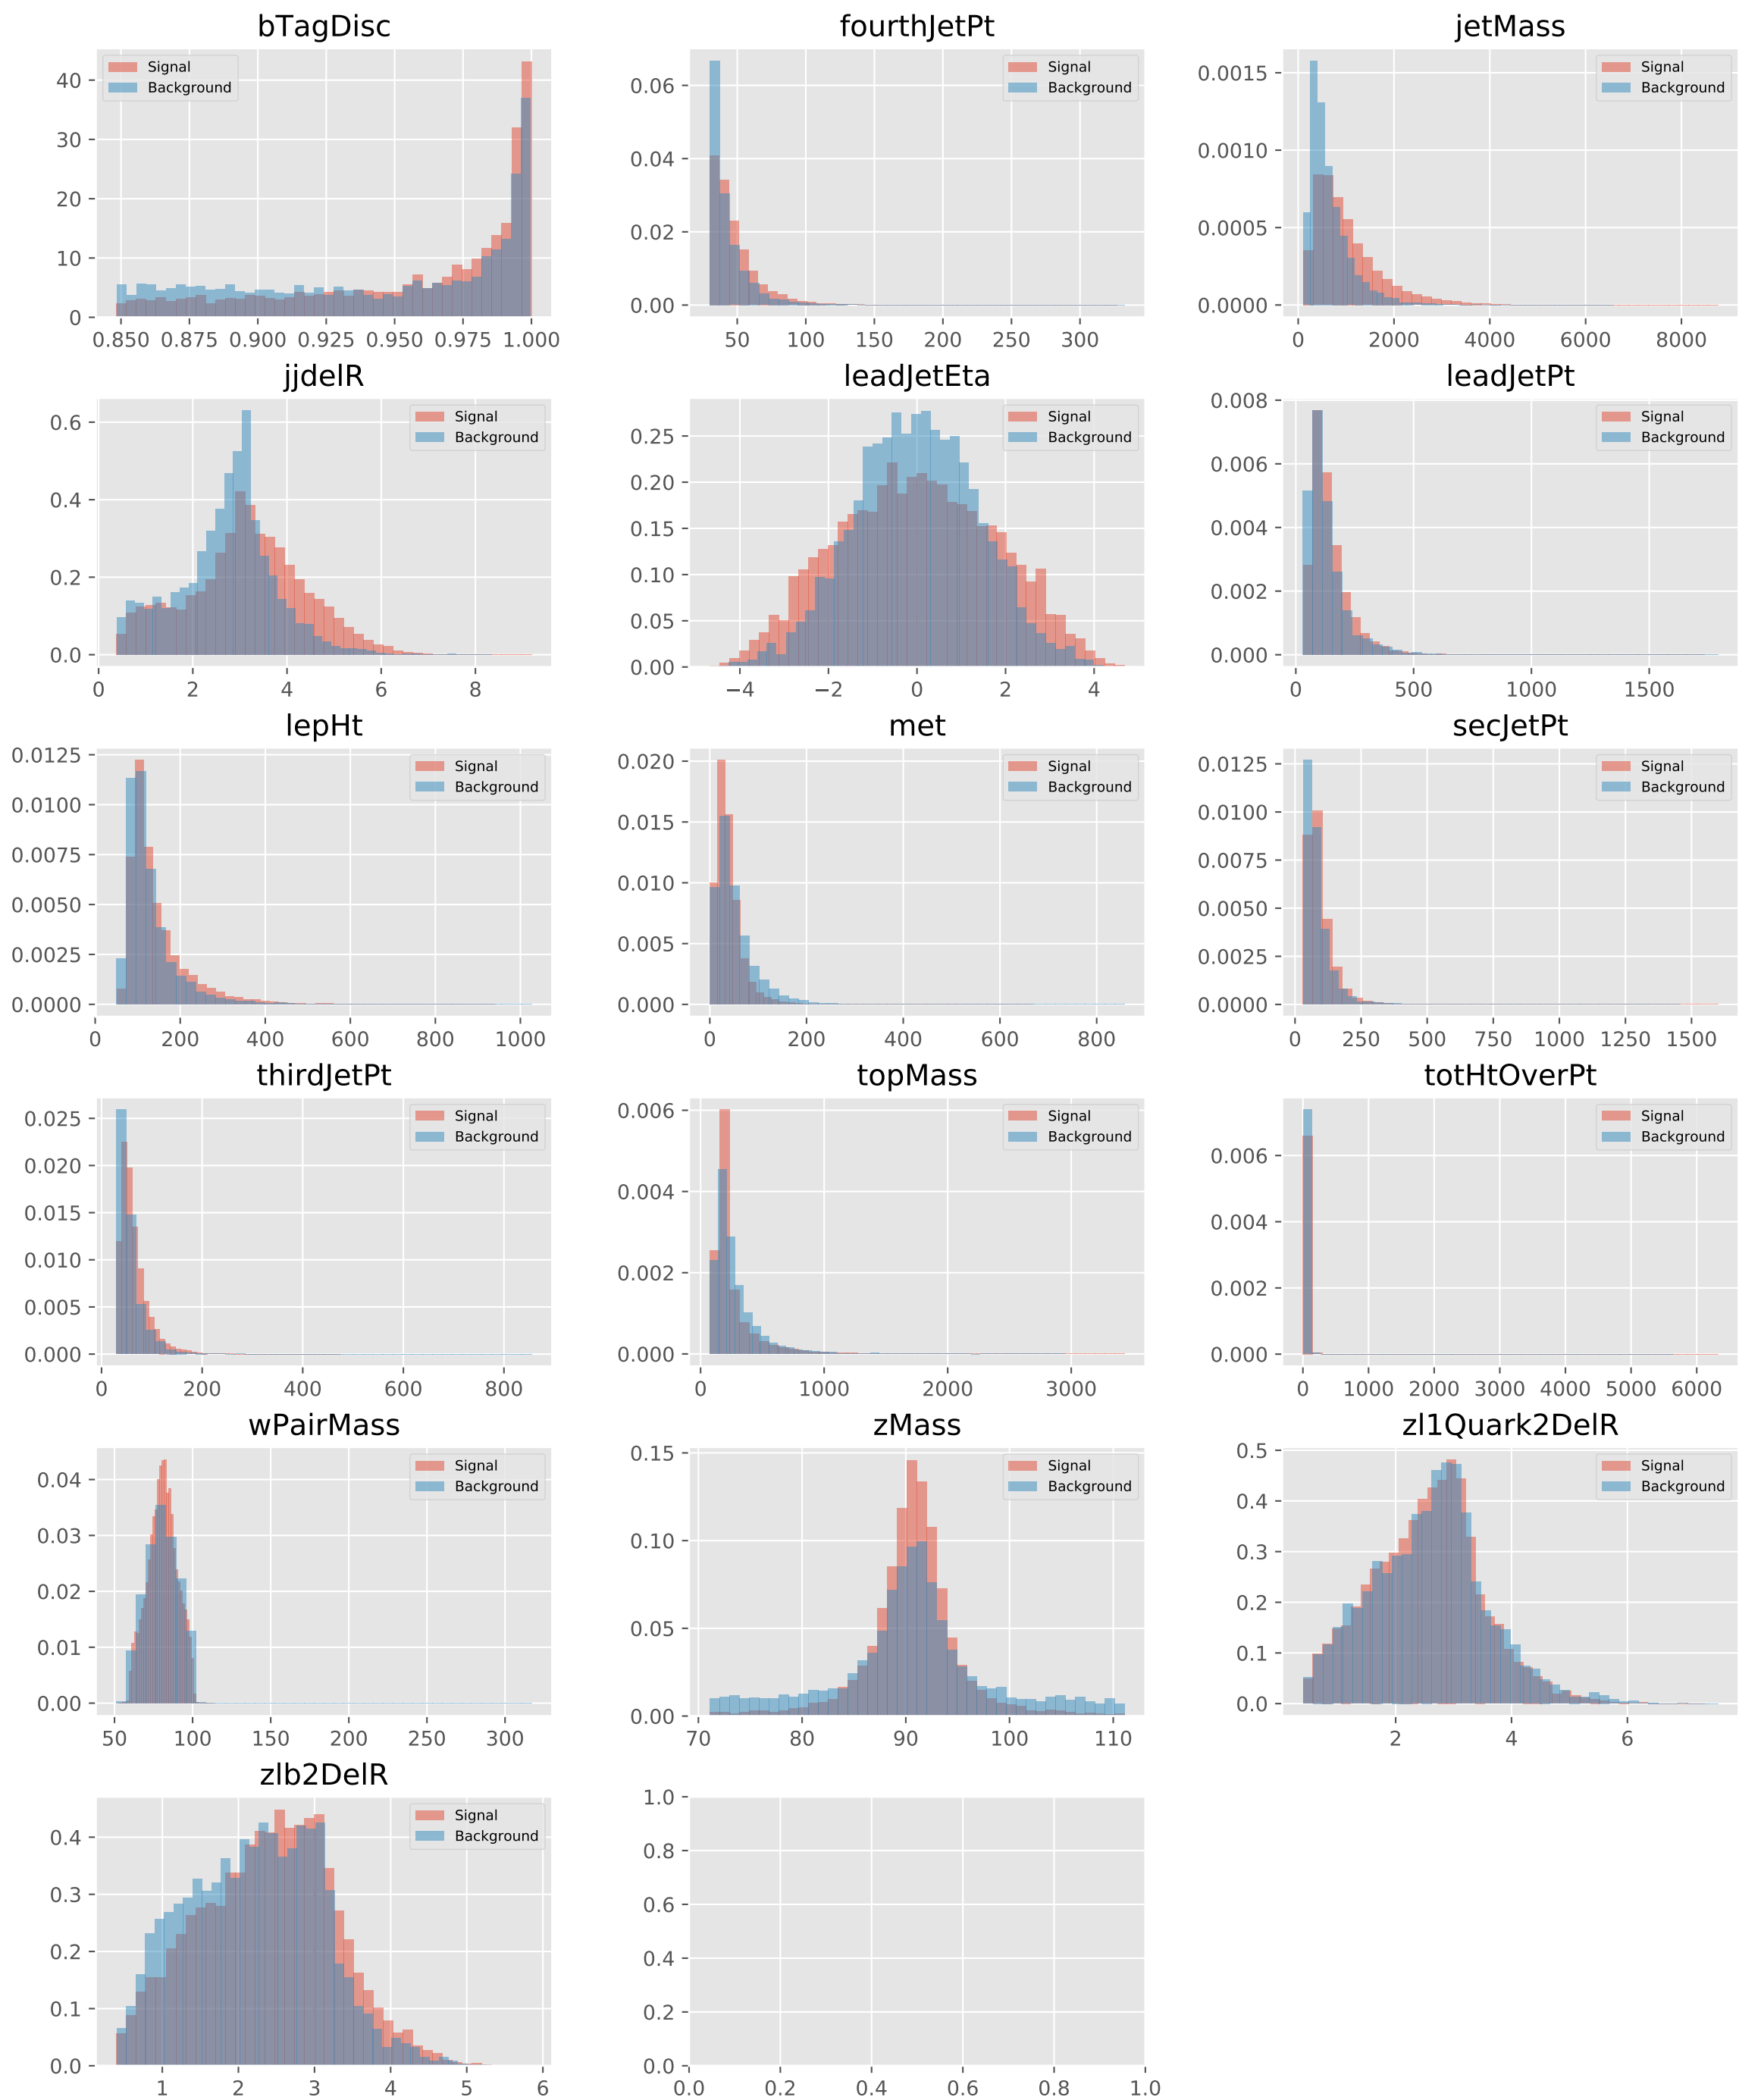 bTagDisc
Signal
Background
40
30
20
10
0
0.850 0.875 0.900 0.925 0.950 0.975 1.000
fourthJetPt
Signal
Background
0.06
0.04
0.02
0.00
50 100 150 200 250 300
jetMass
Signal
Background
0.0015
0.0010
0.0005
0.0000
0 2000 4000 6000 8000
jjdelR
Signal
Background
0.6
0.4
0.2
0.0
0 2 4 6 8
leadJetEta
Signal
Background
0.25
0.20
0.15
0.10
0.05
0.00
−4 −2 0 2 4
leadJetPt
Signal
Background
0.008
0.006
0.004
0.002
0.000
0 500 1000 1500
lepHt
Signal
Background
0.0125
0.0100
0.0075
0.0050
0.0025
0.0000
0 200 400 600 800 1000
met
Signal
Background
0.020
0.015
0.010
0.005
0.000
0 200 400 600 800
secJetPt
Signal
Background
0.0125
0.0100
0.0075
0.0050
0.0025
0.0000
0 250 500 750 1000 1250 1500
thirdJetPt
Signal
Background
0.025
0.020
0.015
0.010
0.005
0.000
0 200 400 600 800
topMass
Signal
Background
0.006
0.004
0.002
0.000
0 1000 2000 3000
totHtOverPt
Signal
Background
0.006
0.004
0.002
0.000
0 1000 2000 3000 4000 5000 6000
wPairMass
Signal
Background
0.04
0.03
0.02
0.01
0.00
50 100 150 200 250 300
zMass
Signal
Background
0.15
0.10
0.05
0.00
70 80 90 100 110
zl1Quark2DelR
Signal
Background
0.5
0.4
0.3
0.2
0.1
0.0
2 4 6
zlb2DelR
Signal
Background
0.4
0.3
0.2
0.1
0.0
1 2 3 4 5 6
1.0
0.8
0.6
0.4
0.2
0.0
0.0 0.2 0.4 0.6 0.8 1.0